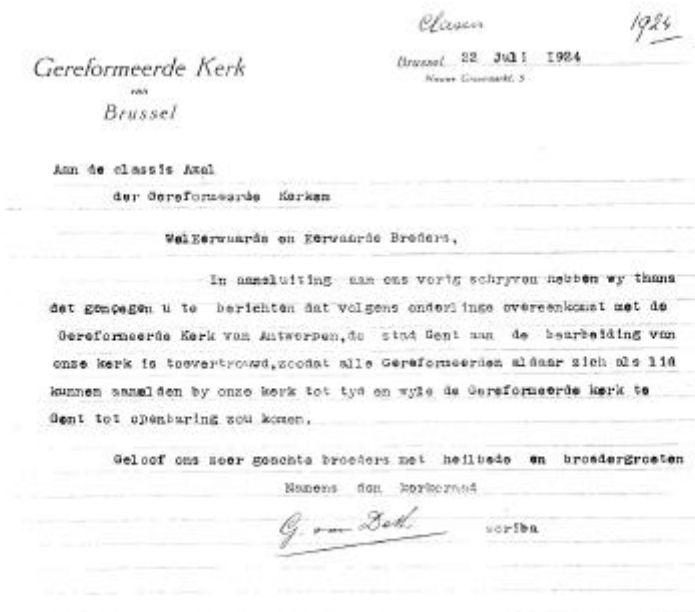 1924
Gereformeerde Kerk
van
Brussel
Brussel, 22 Juli 1924
Aan de classis Axel
der Gereformeerde Kerken
WelEerwaarde en Eerwaarde Broders,
In aansluiting aan ons vorig schryven hebben wy thans
det genoegen u te berichten dat volgens onderlinge overeenkomst met de
Gereformeerde Kerk van Antwerpen,de stad Gent aan de bearbeiding van
onze kerk is toevertrouwd,zoodat alle Gereformeerden aldaar zich als lid
kunnen aanmelden by onze kerk tot tyd en wyle de Gereformeerde kerk te
Gent tot openbaring zou komen.
Geloof ons zeer geachte broeders met heilbede en broedergroeten
Namens den kerkeraad
G. van
scriba